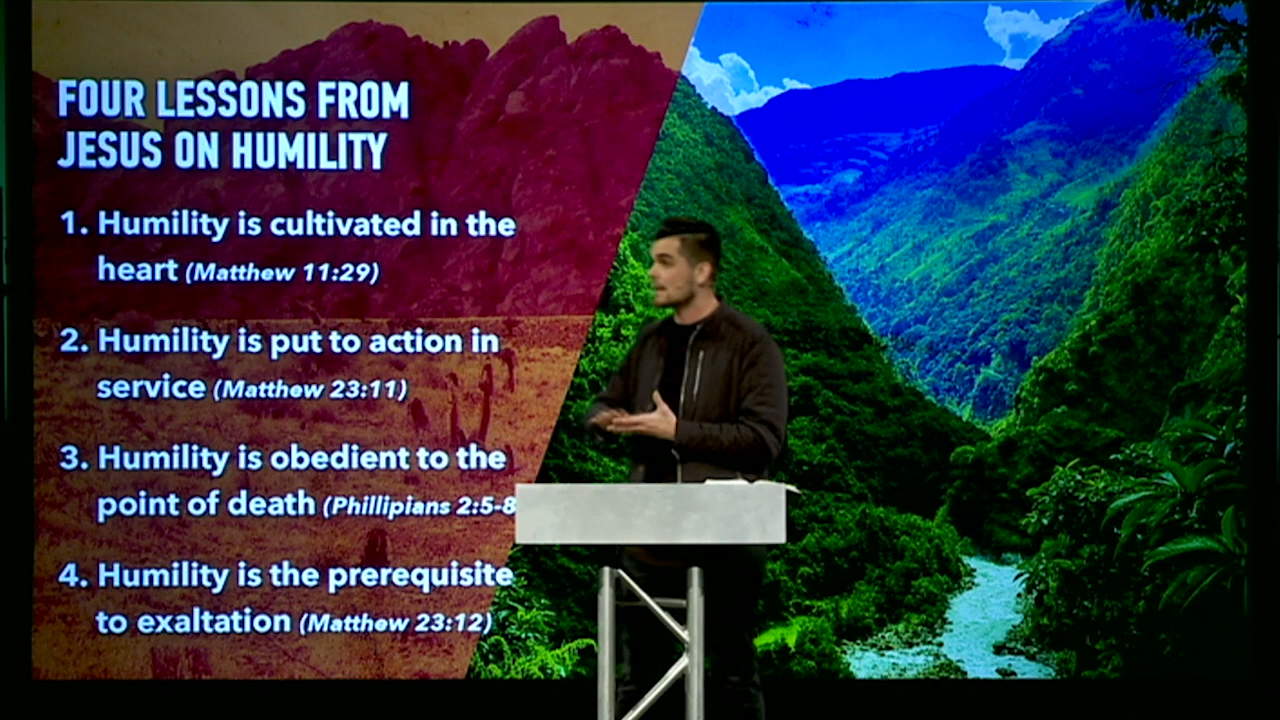 FOUR LESSONS FROM
JESUS ON HUMILITY
1. Humility is cultivated in the
heart (Matthew 11:29)
2. Humility is put to action in
service (Matthew 23:11)
3. Humility is obedient to the
point of death (Phillipians 2:5-8
4. Humility is the prerequisite
to exaltation (Matthew 23:12)